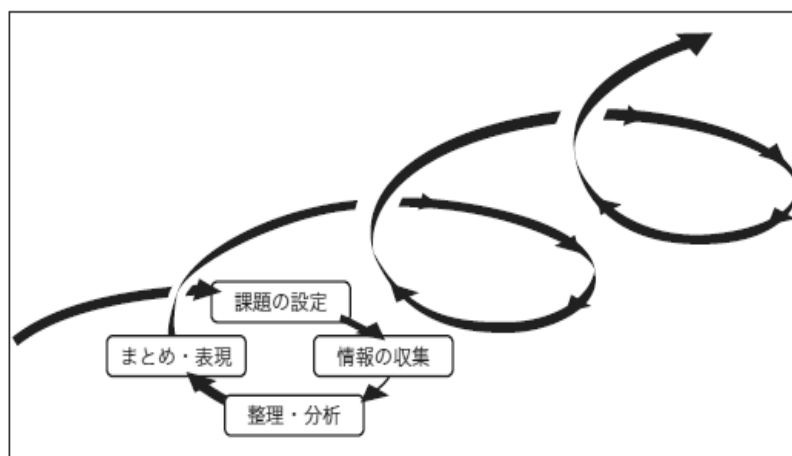 課題の設定
情報の収集
整理・分析
まとめ・表現